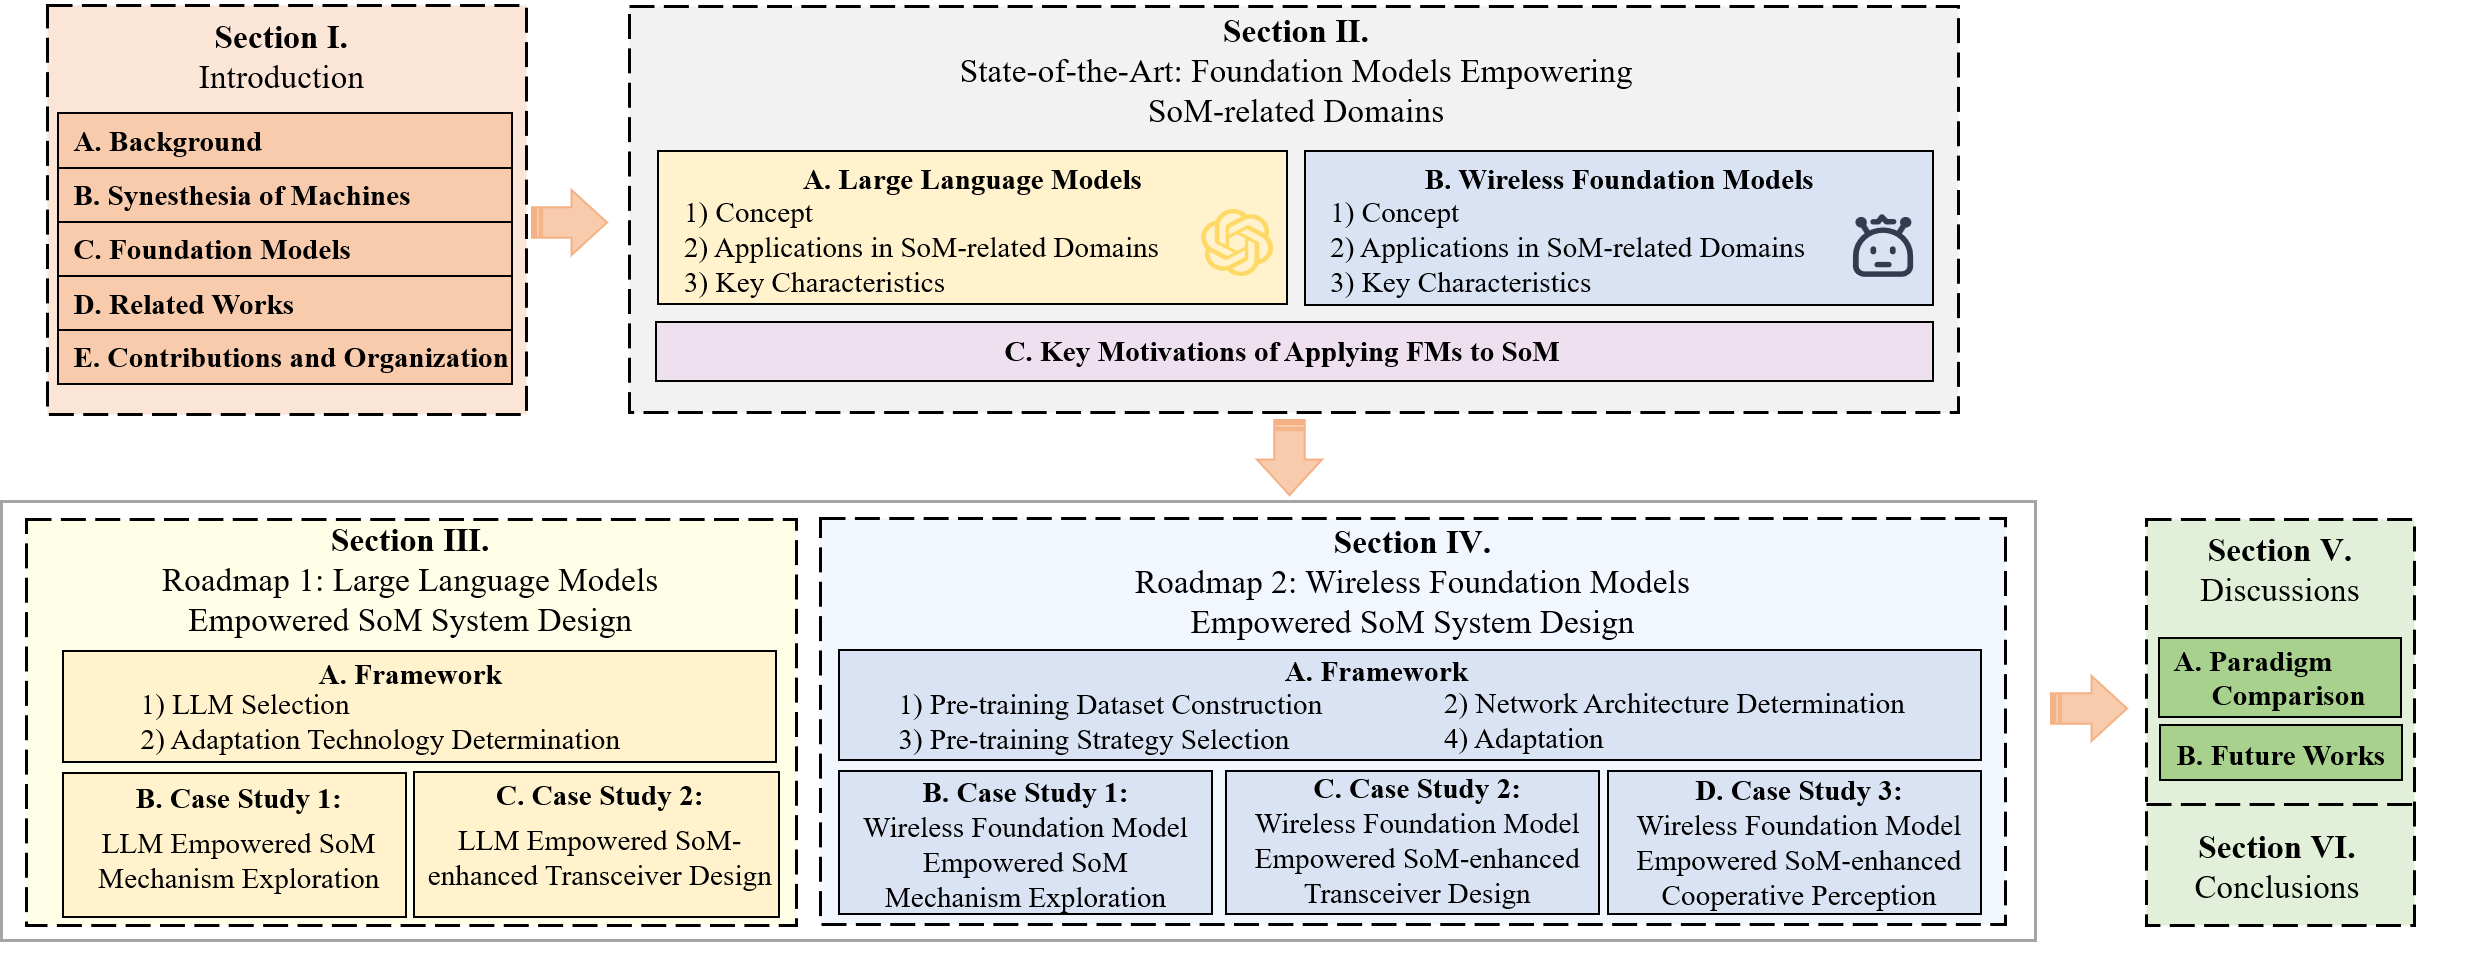 Section I.
Introduction
A. Background
B. Synesthesia of Machines
C. Foundation Models
D. Related Works
E. Contributions and Organization
Section II.
State-of-the-Art: Foundation Models Empowering
SoM-related Domains
A. Large Language Models
1) Concept
2) Applications in SoM-related Domains
3) Key Characteristics
B. Wireless Foundation Models
1) Concept
2) Applications in SoM-related Domains
3) Key Characteristics
C. Key Motivations of Applying FMs to SoM
Section III.
Roadmap 1: Large Language Models
Empowered SoM System Design
A. Framework
1) LLM Selection
2) Adaptation Technology Determination
B. Case Study 1:
LLM Empowered SoM
Mechanism Exploration
C. Case Study 2:
LLM Empowered SoM-
enhanced Transceiver Design
Section IV.
Roadmap 2: Wireless Foundation Models
Empowered SoM System Design
A. Framework
1) Pre-training Dataset Construction
2) Network Architecture Determination
3) Pre-training Strategy Selection
4) Adaptation
B. Case Study 1:
Wireless Foundation Model
Empowered SoM
Mechanism Exploration
C. Case Study 2:
Wireless Foundation Model
Empowered SoM-enhanced
Transceiver Design
D. Case Study 3:
Wireless Foundation Model
Empowered SoM-enhanced
Cooperative Perception
Section V.
Discussions
A. Paradigm
Comparison
B. Future Works
Section VI.
Conclusions